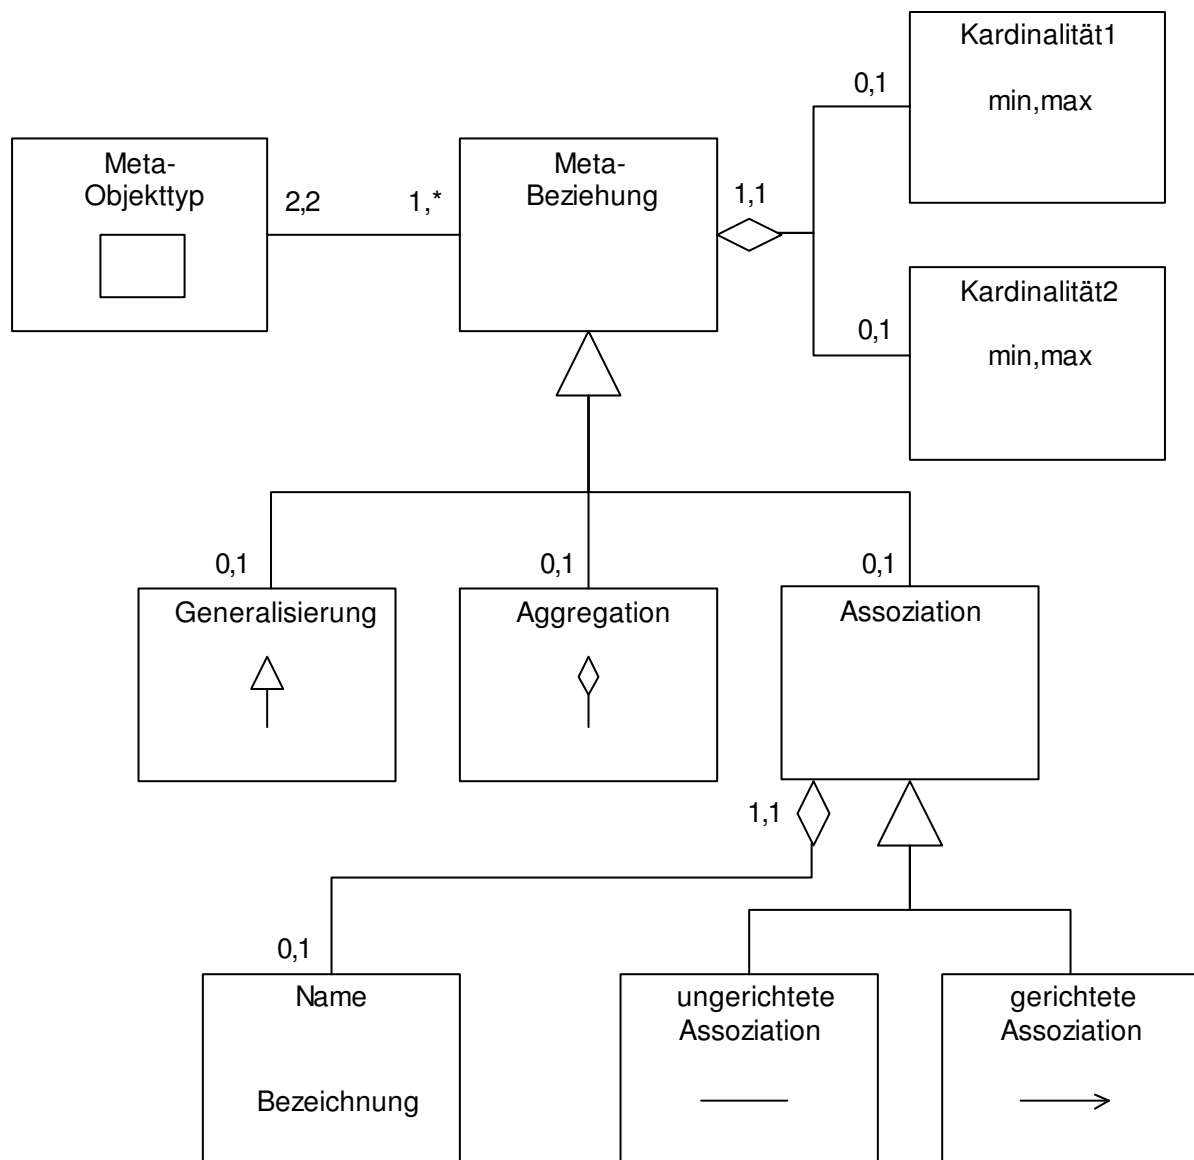 Kardinalität1
0,1
min,max
Meta-
Objekttyp
2,2
1,*
Meta-
Beziehung
1,1
Kardinalität2
0,1
min,max
0,1
0,1
0,1
Generalisierung
Aggregation
Assoziation
1,1
0,1
Name
Bezeichnung
ungerichtete
Assoziation
gerichtete
Assoziation